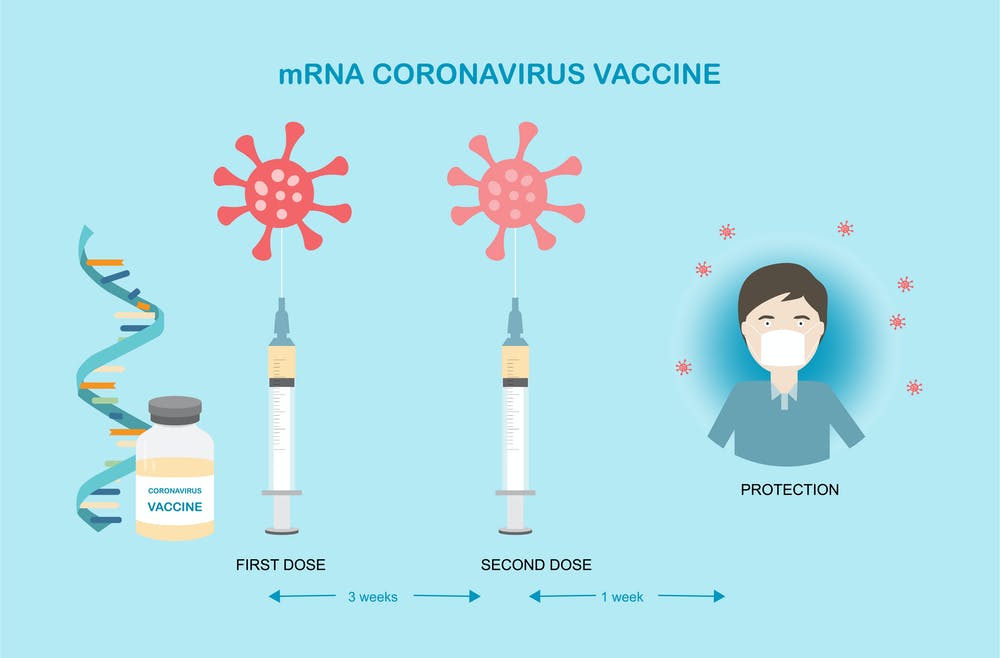 mRNA CORONAVIRUS VACCINE
CORONAVIRUS
VACCINE
PROTECTION
FIRST DOSE
SECOND DOSE
3 weeks
1 week